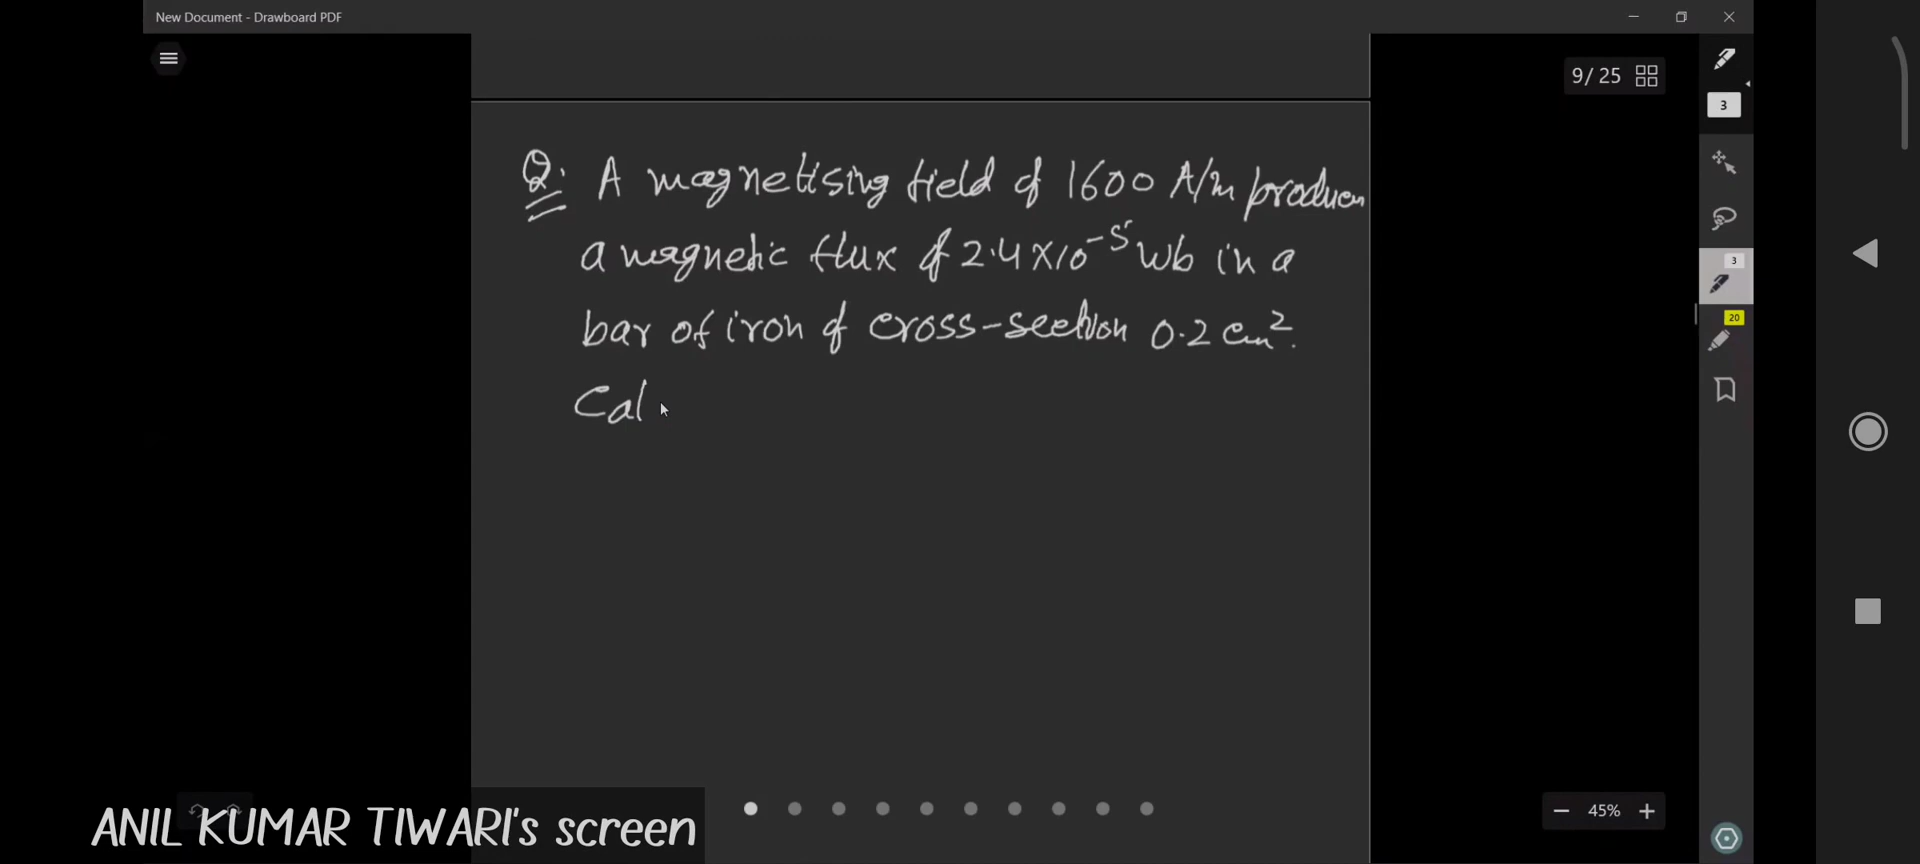 New Document - Drawboard PDF
9/ 25
3
Q. A magnetising field of 1600 A/m produces
a magnetic flux of 2.4 X 10⁻⁵ Wb in a
3
bar of iron of cross-section 0.2 cm².
20
Cal
45%
ANIL KUMAR TIWARI's screen